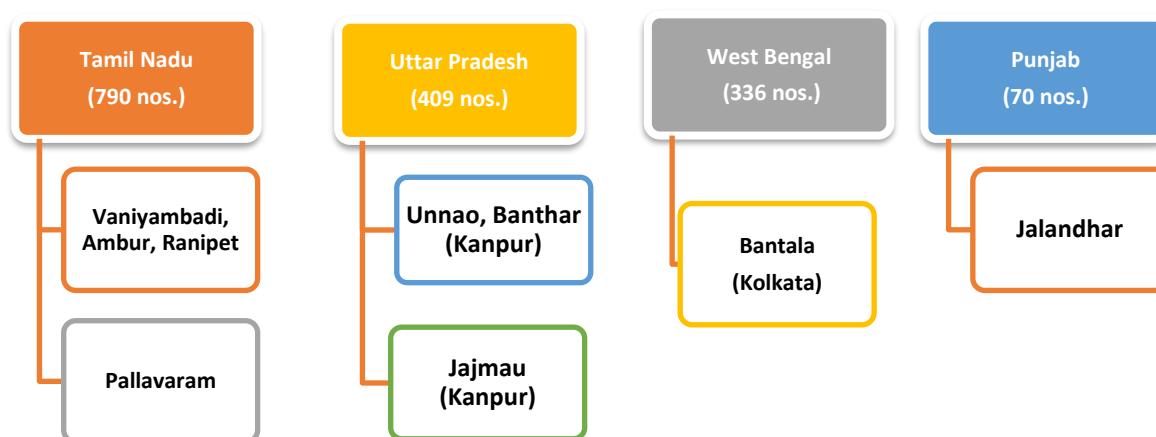 Tamil Nadu
(790 nos.)
Vaniyambadi,
Ambur, Ranipet
Pallavaram
Uttar Pradesh
(409 nos.)
Unnao, Banthar
(Kanpur)
Jajmau
(Kanpur)
West Bengal
(336 nos.)
Bantala
(Kolkata)
Punjab
(70 nos.)
Jalandhar